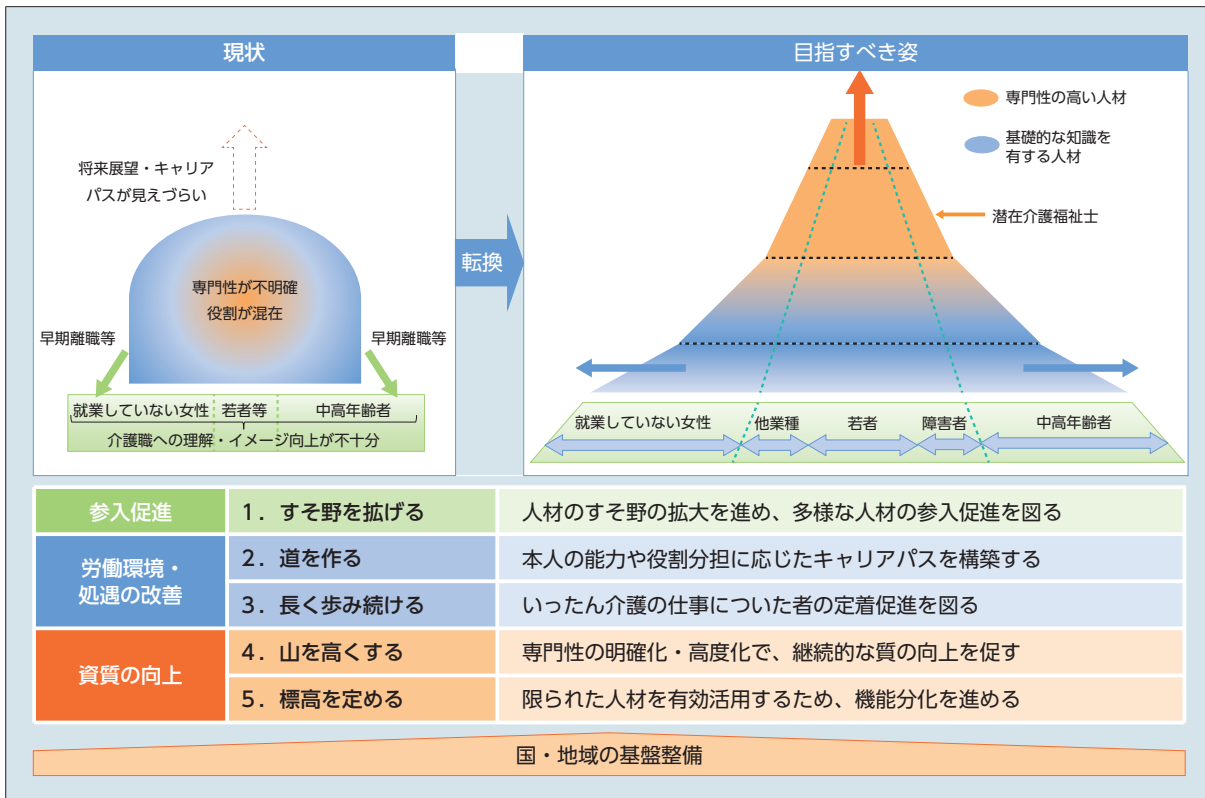 現状
将来展望・キャリア
パスが見えづらい
専門性が不明確
役割が混在
早期離職等
早期離職等
就業していない女性
若者等
中高年齢者
介護職への理解・イメージ向上が不十分
転換
目指すべき姿
専門性の高い人材
基礎的な知識を
有する人材
潜在介護福祉士
就業していない女性
他業種
若者
障害者
中高年齢者
参入促進
1．すそ野を拡げる
人材のすそ野の拡大を進め、多様な人材の参入促進を図る
労働環境・
処遇の改善
2．道を作る
本人の能力や役割分担に応じたキャリアパスを構築する
3．長く歩み続ける
いったん介護の仕事についた者の定着促進を図る
資質の向上
4．山を高くする
専門性の明確化・高度化で、継続的な質の向上を促す
5．標高を定める
限られた人材を有効活用するため、機能分化を進める
国・地域の基盤整備